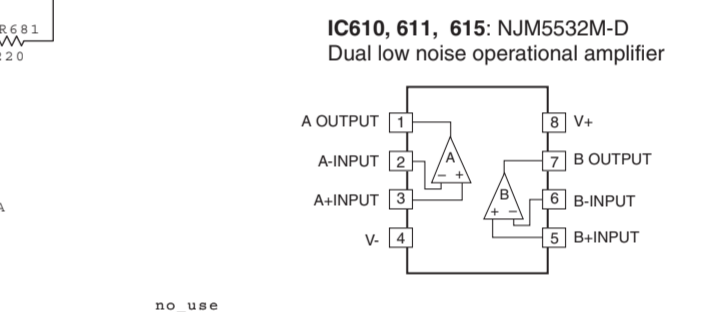 R681
220
IC610, 611, 615: NJM5532M-D
Dual low noise operational amplifier
A OUTPUT 1
8 V+
A-INPUT 2
A
- +
7 B OUTPUT
A+INPUT 3
B
+ -
6 B-INPUT
V- 4
5 B+INPUT
no_use